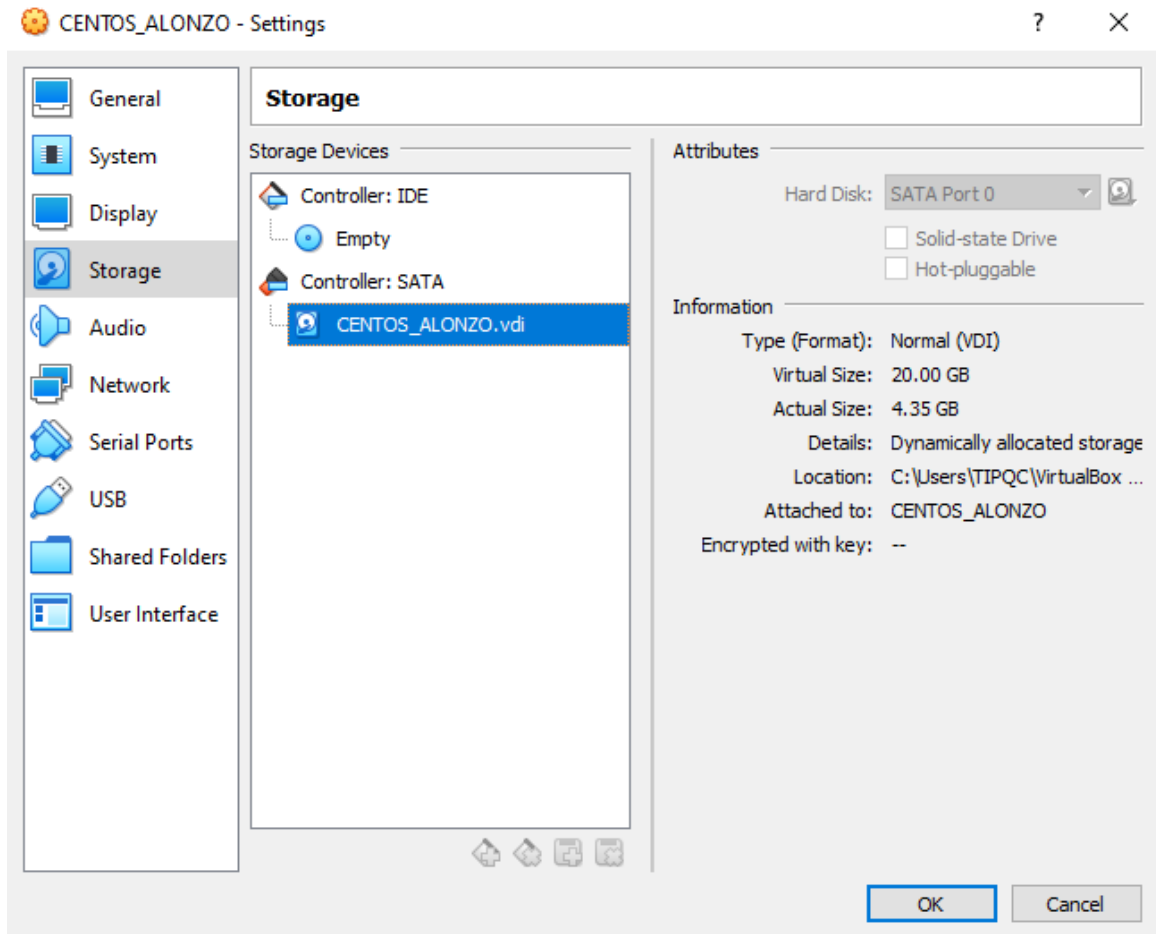 CENTOS_ALONZO - Settings
?
General
System
Display
Storage
Audio
Network
Serial Ports
USB
Shared Folders
User Interface
Storage
Storage Devices
Controller: IDE
Empty
Controller: SATA
CENTOS_ALONZO.vdi
Attributes
Hard Disk: SATA Port 0
Solid-state Drive
Hot-pluggable
Information
Type (Format): Normal (VDI)
Virtual Size: 20.00 GB
Actual Size: 4.35 GB
Details: Dynamically allocated storage
Location: C:\Users\TIPQC\VirtualBox ...
Attached to: CENTOS_ALONZO
Encrypted with key: --
OK
Cancel